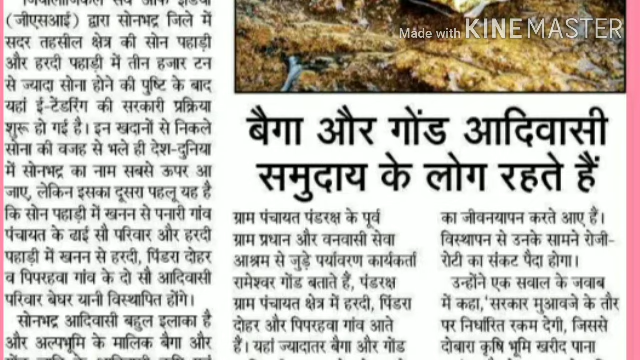 (जीएसआई) द्वारा सोनभद्र जिले में
सदर तहसील क्षेत्र की सोन पहाड़ी
और हरदी पहाड़ी में तीन हजार टन
से ज्यादा सोना होने की पुष्टि के बाद
यहां ई-टेंडरिंग की सरकारी प्रक्रिया
शुरू हो गई है। इन खदानों से निकले
सोना की वजह से भले ही देश-दुनिया
में सोनभद्र का नाम सबसे ऊपर आ
जाए, लेकिन इसका दूसरा पहलू यह है
कि सोन पहाड़ी में खनन से पनारी गांव
पंचायत के ढाई सौ परिवार और हरदी
पहाड़ी में खनन से हरदी, पिंडरा दोहर
व पिपरहवा गांव के दो सौ आदिवासी
परिवार बेघर यानी विस्थापित होंगे।
सोनभद्र आदिवासी बहुल इलाका है
और अल्पभूमि के मालिक बैगा और
Made with KINEMASTER
बैगा और गोंड आदिवासी
समुदाय के लोग रहते हैं
ग्राम पंचायत पंडरक्ष के पूर्व
ग्राम प्रधान और वनवासी सेवा
आश्रम से जुड़े पर्यावरण कार्यकर्ता
रामेश्वर गोंड बताते हैं, पंडरक्ष
ग्राम पंचायत क्षेत्र में हरदी, पिंडरा
दोहर और पिपरहवा गांव आते
हैं। यहां ज्यादातर बैगा और गोंड
का जीवनयापन करते आए हैं।
विस्थापन से उनके सामने रोजी-
रोटी का संकट पैदा होगा।
उन्होंने एक सवाल के जवाब
में कहा,'सरकार मुआवजे के तौर
पर निर्धारित रकम देगी, जिससे
दोबारा कृषि भूमि खरीद पाना